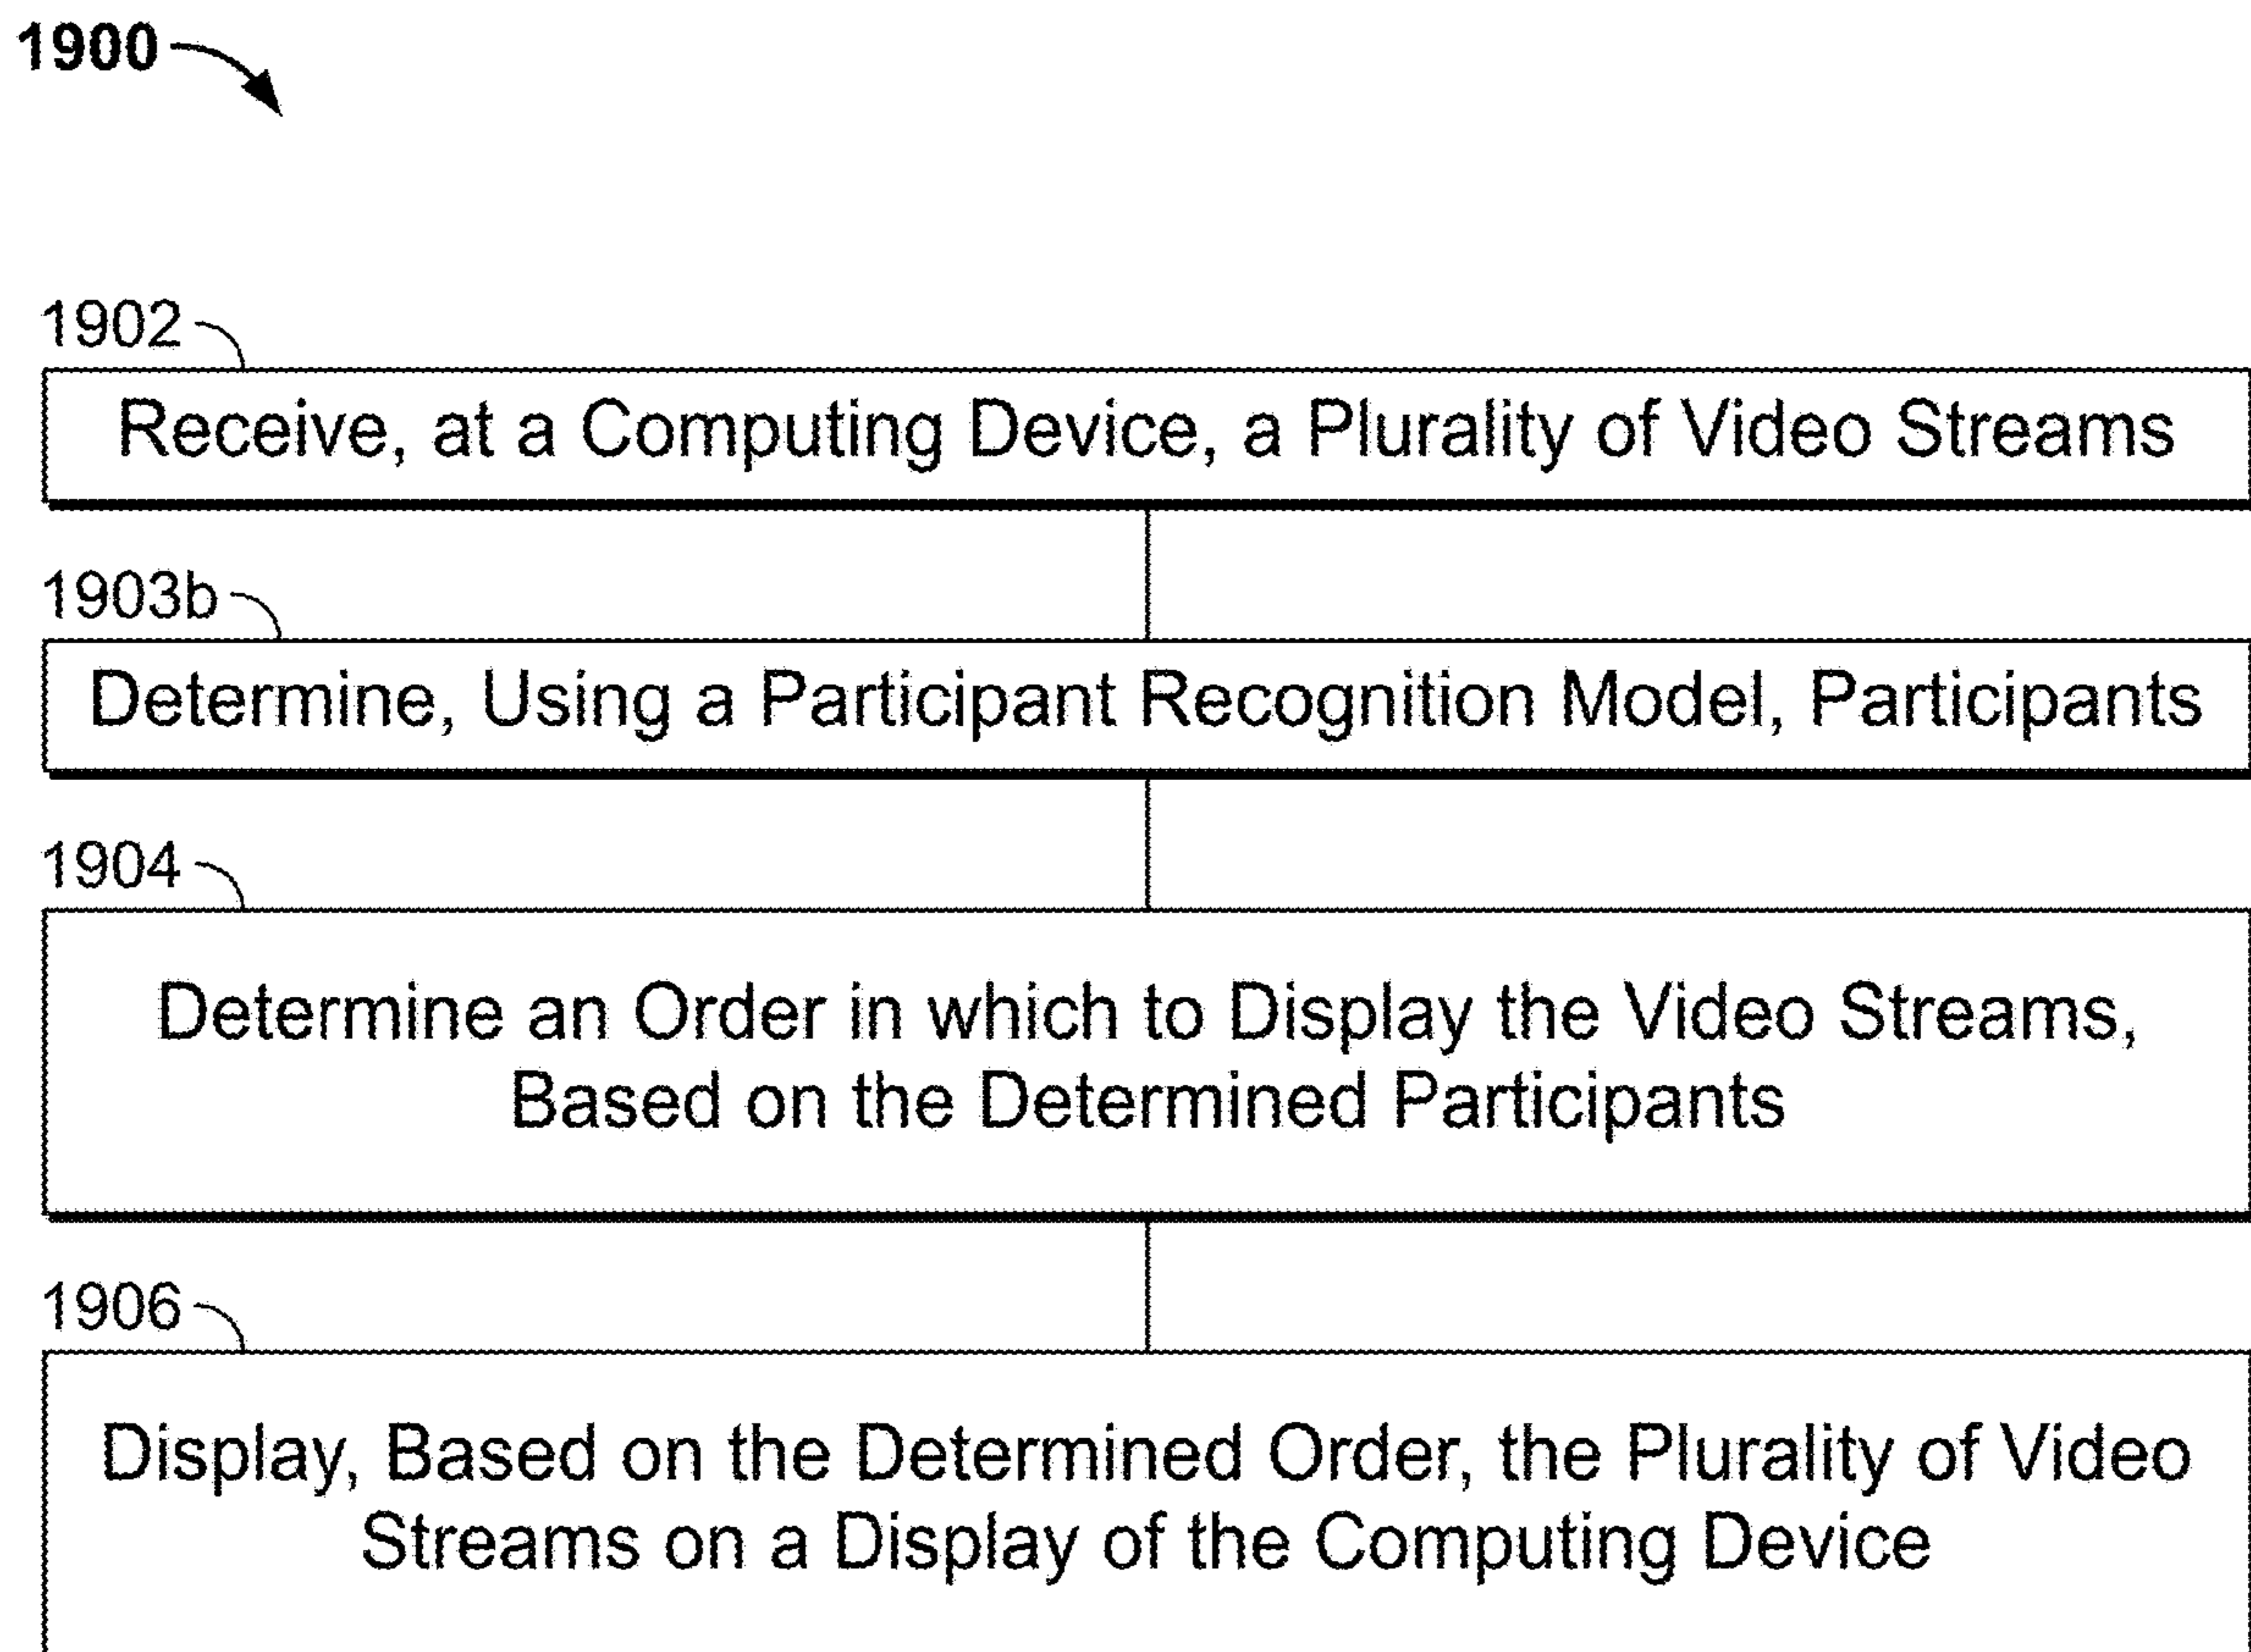 1900
1902
Receive, at a Computing Device, a Plurality of Video Streams
1903b
Determine, Using a Participant Recognition Model, Participants
1904
Determine an Order in which to Display the Video Streams,
Based on the Determined Participants
1906
Display, Based on the Determined Order, the Plurality of Video
Streams on a Display of the Computing Device